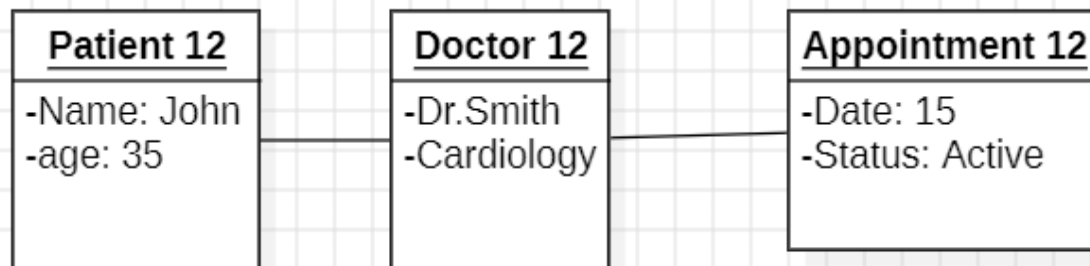 Patient 12
-Name: John
-age: 35
Doctor 12
-Dr.Smith
-Cardiology
Appointment 12
-Date: 15
-Status: Active